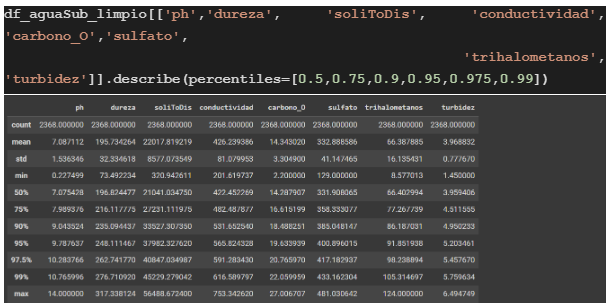 df_aguaSub_limpio[['ph','dureza', 'soliToDis', 'conductividad',
'carbono_O','sulfato',
'trihalometanos',
'turbidez']].describe(percentiles=[0.5,0.75,0.9,0.95,0.975,0.99])
ph dureza soliToDis conductividad carbono_O sulfato trihalometanos turbidez
count 2368.000000 2368.000000 2368.000000 2368.000000 2368.000000 2368.000000 2368.000000 2368.000000
mean 7.087112 195.734264 22017.819219 426.239386 14.343020 332.888586 66.387885 3.968832
std 1.536346 32.334618 8577.073549 81.079953 3.304900 41.147465 16.135431 0.777670
min 0.227499 73.492234 320.942611 201.619737 2.200000 129.000000 8.577013 1.450000
50% 7.075428 196.824477 21041.034750 422.452269 14.287907 331.908065 66.402994 3.959406
75% 7.989376 216.117775 27231.111975 482.487877 16.615199 358.333077 77.267739 4.511555
90% 9.043524 235.094437 33527.307350 531.652540 18.488251 385.048147 86.187031 4.950233
95% 9.787637 248.111467 37982.327620 565.824328 19.633939 400.896015 91.851938 5.203461
97.5% 10.283766 262.741770 40847.034987 591.283430 20.765970 417.182937 98.238894 5.457670
99% 10.765996 276.710920 45229.279042 616.589797 22.059959 433.162304 105.314697 5.759634
max 14.000000 317.338124 56488.672400 753.342620 27.006707 481.030642 124.000000 6.494749